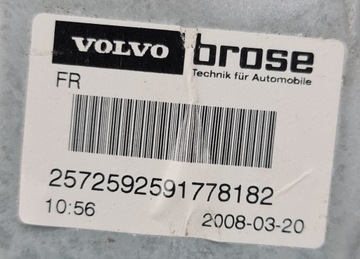 VOLVO brose
Technik für Automobile
FR
2572592591778182
10:56 2008-03-20